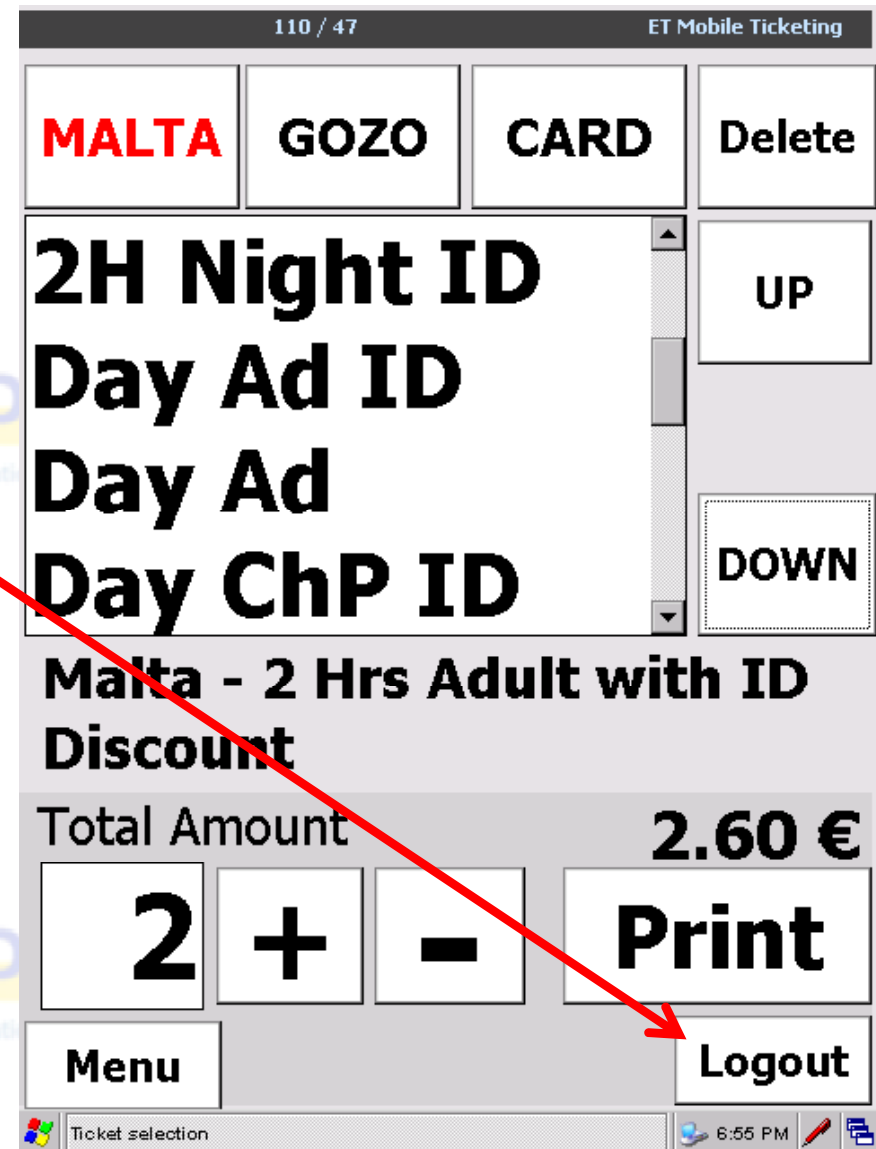 110 / 47 ET Mobile Ticketing
MALTA GOZO CARD Delete
2H Night ID
UP
Day Ad ID
Day Ad
Day ChP ID
DOWN
Malta - 2 Hrs Adult with ID
Discount
Total Amount 2.60 €
2 + - Print
Menu Logout
Ticket selection 6:55 PM